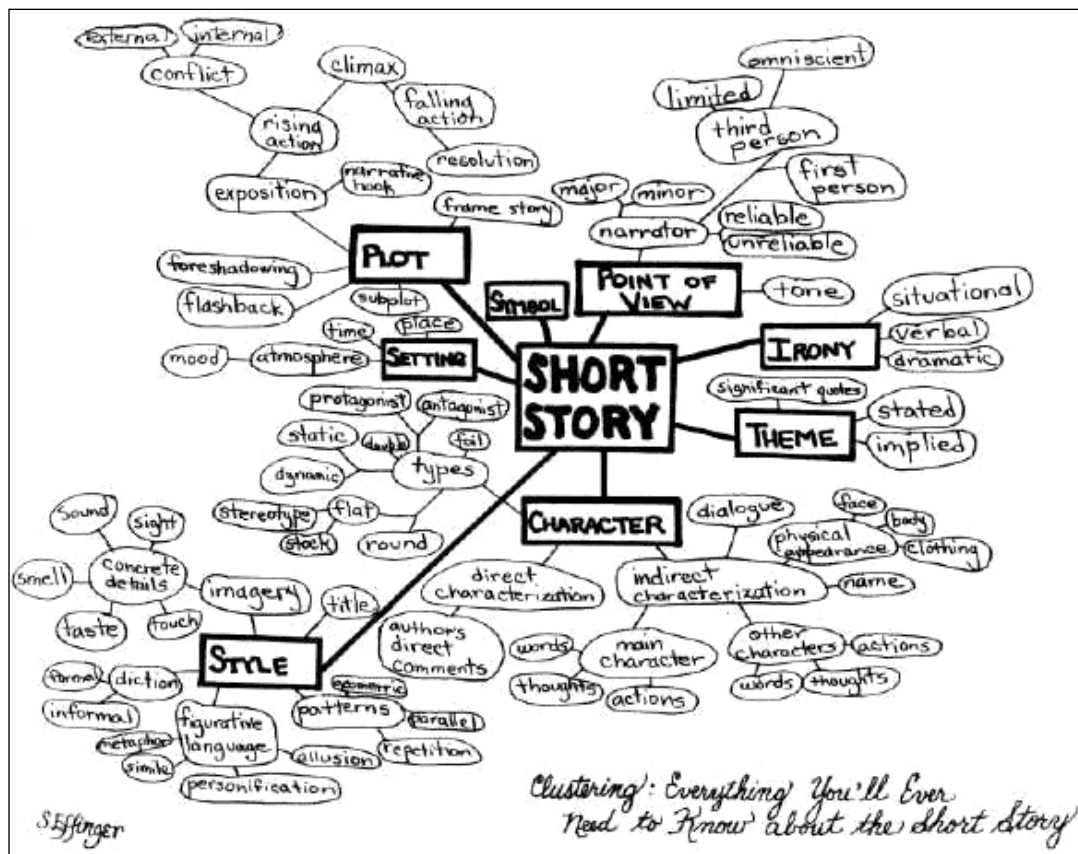 external
internal
conflict
climax
falling
action
rising
action
resolution
exposition
narrative
hook
frame story
PLOT
foreshadowing
flashback
subplot
omniscient
limited
third
person
first
person
major
minor
narrator
reliable
unreliable
POINT OF
VIEW
tone
SYMBOL
situational
verbal
dramatic
IRONY
time
place
SETTING
atmosphere
mood
SHORT
STORY
significant quotes
THEME
stated
implied
protagonist
antagonist
static
double
foil
types
dynamic
stereotype
flat
stock
round
CHARACTER
dialogue
face
body
physical
appearance
clothing
direct
characterization
indirect
characterization
name
author's
direct
comments
words
main
character
thoughts
actions
other
characters
actions
words
thoughts
sound
sight
concrete
details
smell
taste
touch
imagery
title
STYLE
formal
diction
informal
figurative
language
metaphor
simile
personification
allusion
patterns
parallel
repetition
Clustering: Everything You'll Ever
Need to Know about the Short Story
S Effinger